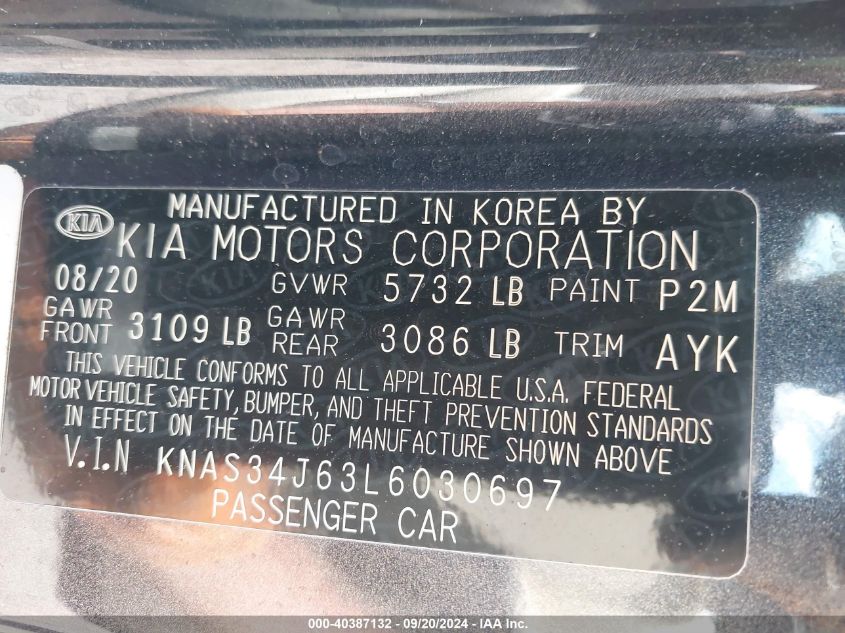 MANUFACTURED IN KOREA BY
KIA KIA MOTORS CORPORATION
08/20 GVWR 5732 LB PAINT P2M
GAWR FRONT 3109 LB GAWR REAR 3086 LB TRIM AYK
THIS VEHICLE CONFORMS TO ALL APPLICABLE U.S.A. FEDERAL
MOTOR VEHICLE SAFETY, BUMPER, AND THEFT PREVENTION STANDARDS
IN EFFECT ON THE DATE OF MANUFACTURE SHOWN ABOVE
V.I.N KNAS34J63L6030697
PASSENGER CAR
000-40387132 - 09/20/2024 - IAA Inc.